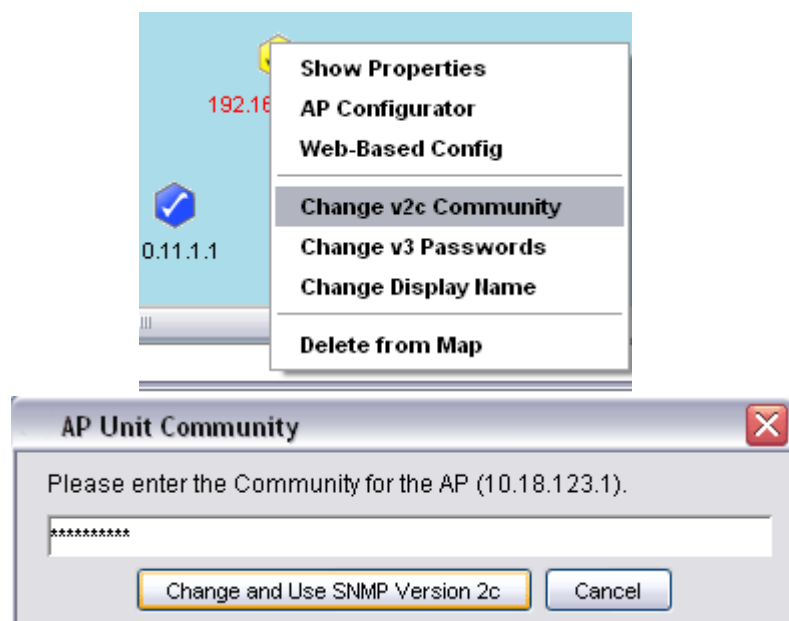 Show Properties
192.16
AP Configurator
Web-Based Config
Change v2c Community
0.11.1.1
Change v3 Passwords
Change Display Name
Delete from Map
AP Unit Community
Please enter the Community for the AP (10.18.123.1).
**********
Change and Use SNMP Version 2c
Cancel